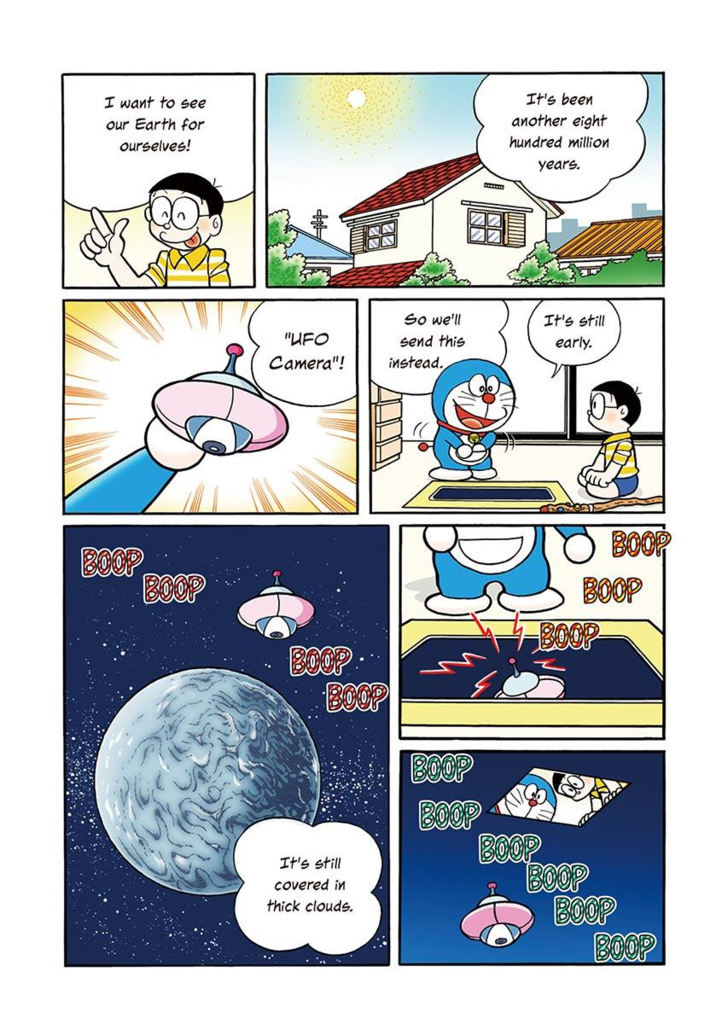 It's been
another eight
hundred million
years.
I want to see
our Earth for
ourselves!
It's still
early.
So we'll
send this
instead.
"UFO
Camera"!
BOOP
BOOP
BOOP
BOOP
BOOP
BOOP
BOOP
BOOP
BOOP
BOOP
BOOP
BOOP
BOOP
It's still
covered in
thick clouds.